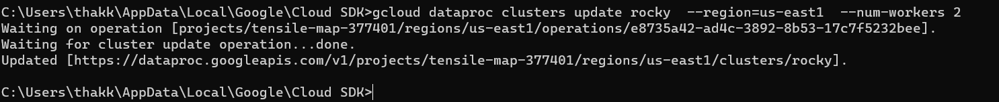 C:\Users\thakk\AppData\Local\Google\Cloud SDK>gcloud dataproc clusters update rocky  --region=us-east1  --num-workers 2
Waiting on operation [projects/tensile-map-377401/regions/us-east1/operations/e8735a42-ad4c-3892-8b53-17c7f5232bee].
Waiting for cluster update operation...done.
Updated [https://dataproc.googleapis.com/v1/projects/tensile-map-377401/regions/us-east1/clusters/rocky].
C:\Users\thakk\AppData\Local\Google\Cloud SDK>